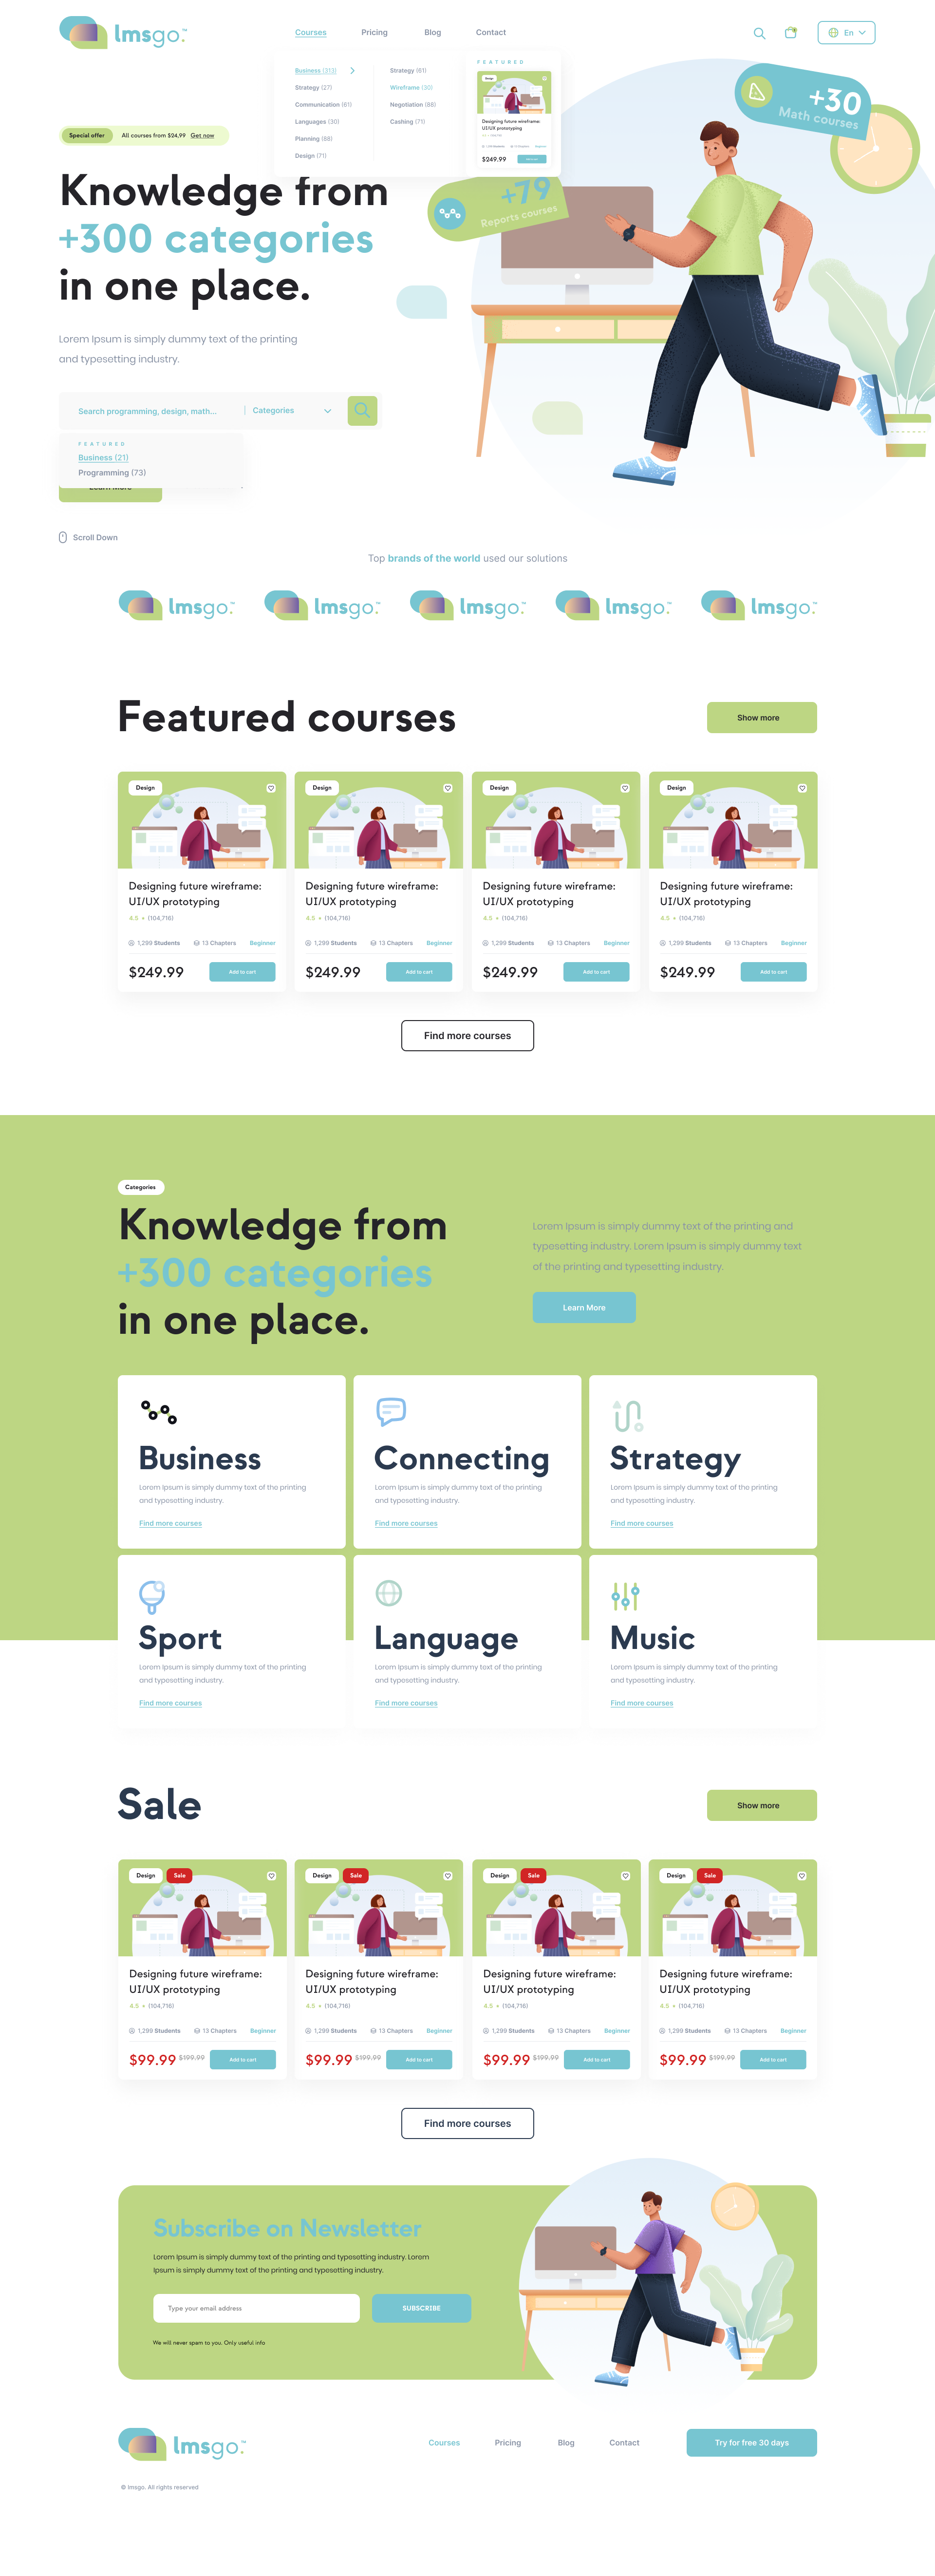 lmsgo.™
Courses
Pricing
Blog
Contact
En
Business (313)
Strategy (27)
Communication (61)
Languages (30)
Planning (88)
Design (71)
Strategy (61)
Wireframe (30)
Negotiation (88)
Cashing (71)
FEATURED
Design
Designing future wireframe:
UI/UX prototyping
$249.99
Special offer
All courses from $24,99 Get now
Knowledge from
+300 categories
in one place.
+79
Reports courses
+30
Math courses
Lorem Ipsum is simply dummy text of the printing
and typesetting industry.
Search programming, design, math...
Categories
FEATURED
Business (21)
Programming (73)
Learn More
Scroll Down
Top brands of the world used our solutions
lmsgo.™
lmsgo.™
lmsgo.™
lmsgo.™
lmsgo.™
Featured courses
Show more
Design
Designing future wireframe:
UI/UX prototyping
4.5 (104,716)
1,299 Students
13 Chapters
Beginner
$249.99
Add to cart
Design
Designing future wireframe:
UI/UX prototyping
4.5 (104,716)
1,299 Students
13 Chapters
Beginner
$249.99
Add to cart
Design
Designing future wireframe:
UI/UX prototyping
4.5 (104,716)
1,299 Students
13 Chapters
Beginner
$249.99
Add to cart
Design
Designing future wireframe:
UI/UX prototyping
4.5 (104,716)
1,299 Students
13 Chapters
Beginner
$249.99
Add to cart
Find more courses
Categories
Knowledge from
+300 categories
in one place.
Lorem Ipsum is simply dummy text of the printing and
typesetting industry. Lorem Ipsum is simply dummy text
of the printing and typesetting industry.
Learn More
Business
Lorem Ipsum is simply dummy text of the printing
and typesetting industry.
Find more courses
Connecting
Lorem Ipsum is simply dummy text of the printing
and typesetting industry.
Find more courses
Strategy
Lorem Ipsum is simply dummy text of the printing
and typesetting industry.
Find more courses
Sport
Lorem Ipsum is simply dummy text of the printing
and typesetting industry.
Find more courses
Language
Lorem Ipsum is simply dummy text of the printing
and typesetting industry.
Find more courses
Music
Lorem Ipsum is simply dummy text of the printing
and typesetting industry.
Find more courses
Sale
Show more
Design
Sale
Designing future wireframe:
UI/UX prototyping
4.5 (104,716)
1,299 Students
13 Chapters
Beginner
$99.99 $199.99
Add to cart
Design
Sale
Designing future wireframe:
UI/UX prototyping
4.5 (104,716)
1,299 Students
13 Chapters
Beginner
$99.99 $199.99
Add to cart
Design
Sale
Designing future wireframe:
UI/UX prototyping
4.5 (104,716)
1,299 Students
13 Chapters
Beginner
$99.99 $199.99
Add to cart
Design
Sale
Designing future wireframe:
UI/UX prototyping
4.5 (104,716)
1,299 Students
13 Chapters
Beginner
$99.99 $199.99
Add to cart
Find more courses
Subscribe on Newsletter
Lorem Ipsum is simply dummy text of the printing and typesetting industry. Lorem
Ipsum is simply dummy text of the printing and typesetting industry.
Type your email address
SUBSCRIBE
We will never spam to you. Only useful info
lmsgo.™
Courses
Pricing
Blog
Contact
Try for free 30 days
© lmsgo. All rights reserved